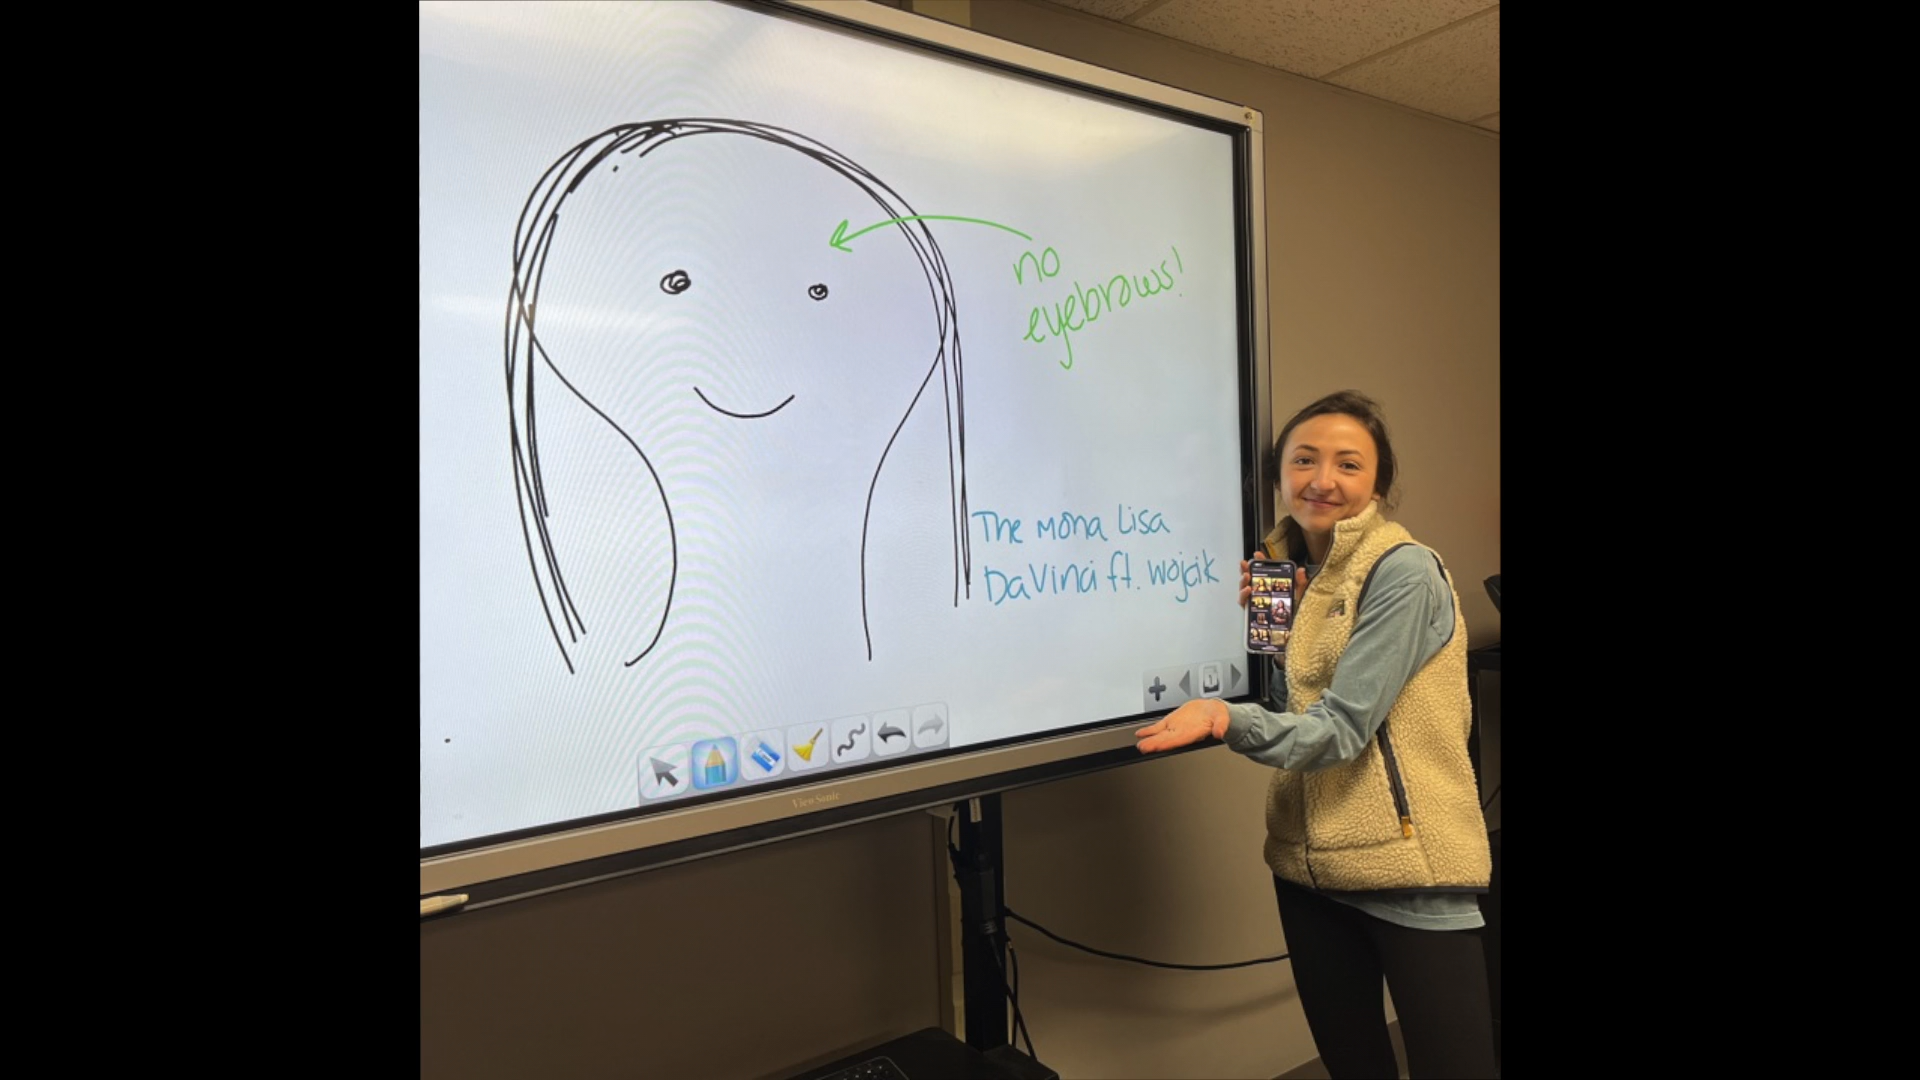 no
eyebrows!
The Mona Lisa
DaVinci ft. Wojcik
ViewSonic